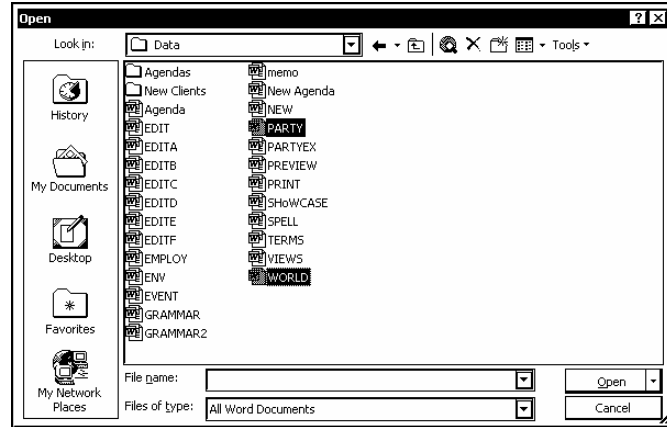 Open
Look in:
Data
Tools
History
My Documents
Desktop
Favorites
My Network
Places
Agendas
New Clients
Agenda
EDIT
EDITA
EDITB
EDITC
EDITD
EDITE
EDITF
EMPLOY
ENV
EVENT
GRAMMAR
GRAMMAR2
memo
New Agenda
NEW
PARTY
PARTYEX
PREVIEW
PRINT
SHoWCASE
SPELL
TERMS
VIEWS
WORLD
File name:
Open
Files of type:
All Word Documents
Cancel